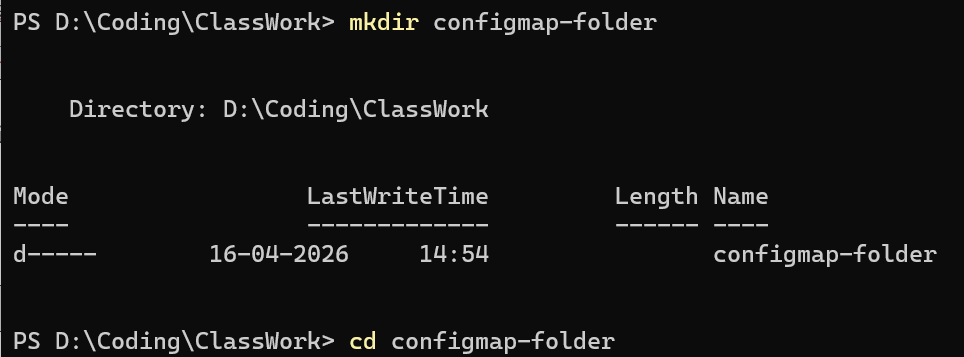 PS D:\Coding\ClassWork> mkdir configmap-folder
Directory: D:\Coding\ClassWork
Mode                 LastWriteTime         Length Name
----                 -------------         ------ ----
d-----        16-04-2026     14:54                configmap-folder
PS D:\Coding\ClassWork> cd configmap-folder